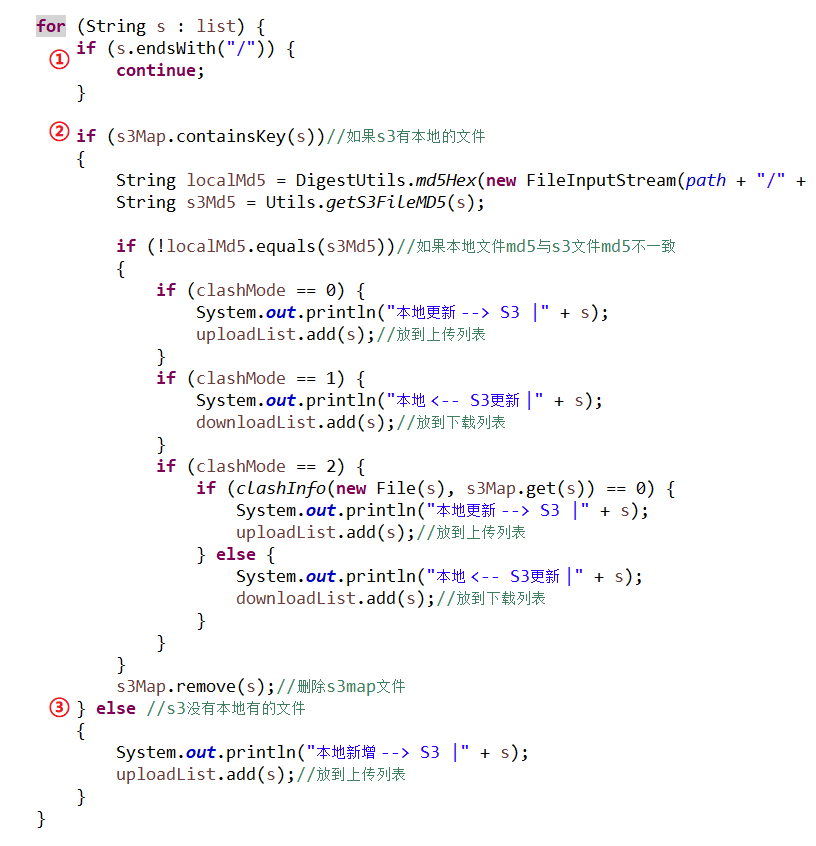 for (String s : list) {
① if (s.endsWith("/")) {
continue;
}
② if (s3Map.containsKey(s))//如果s3有本地的文件
{
String localMd5 = DigestUtils.md5Hex(new FileInputStream(path + "/" +
String s3Md5 = Utils.getS3FileMD5(s);
if (!localMd5.equals(s3Md5))//如果本地文件md5与s3文件md5不一致
{
if (clashMode == 0) {
System.out.println("本地更新 --> S3 |" + s);
uploadList.add(s);//放到上传列表
}
if (clashMode == 1) {
System.out.println("本地 <-- S3更新 |" + s);
downloadList.add(s);//放到下载列表
}
if (clashMode == 2) {
if (clashInfo(new File(s), s3Map.get(s)) == 0) {
System.out.println("本地更新 --> S3 |" + s);
uploadList.add(s);//放到上传列表
} else {
System.out.println("本地 <-- S3更新 |" + s);
downloadList.add(s);//放到下载列表
}
}
}
s3Map.remove(s);//删除s3map文件
③ } else //s3没有本地有的文件
{
System.out.println("本地新增 --> S3 |" + s);
uploadList.add(s);//放到上传列表
}
}